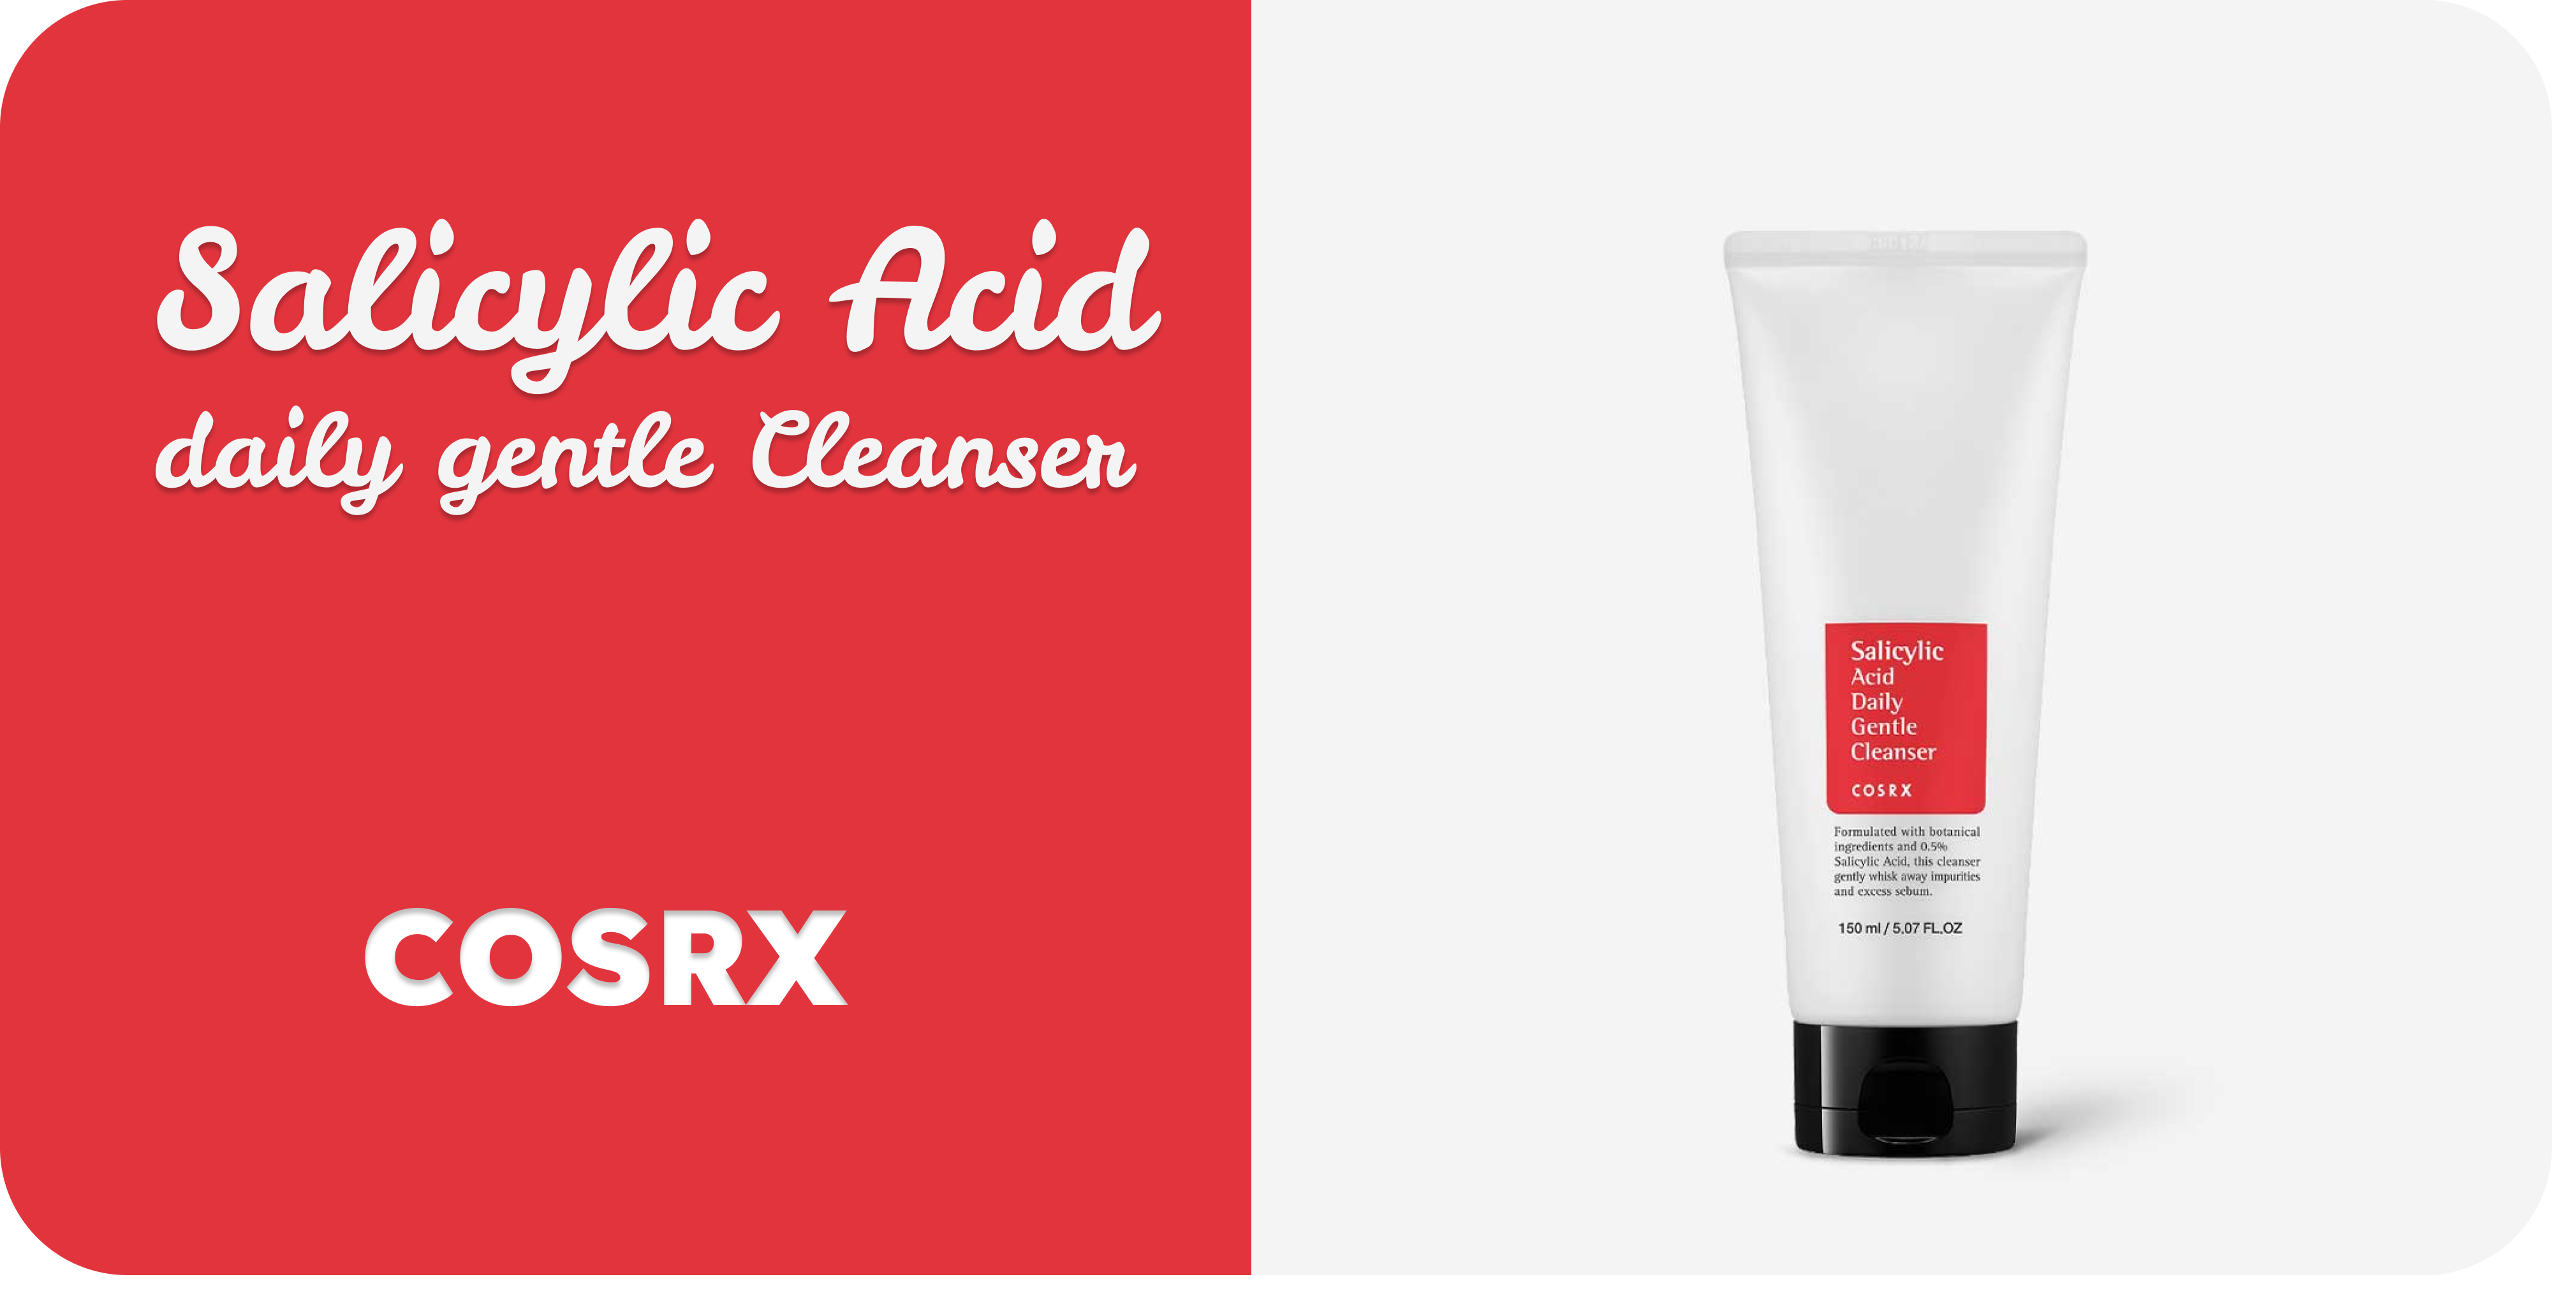 Salicylic Acid
daily gentle Cleanser
COSRX
Salicylic
Acid
Daily
Gentle
Cleanser
COSRX
Formulated with botanical
ingredients and 0.5%
Salicylic Acid, this cleanser
gently whisk away impurities
and excess sebum.
150 ml / 5.07 FL.OZ